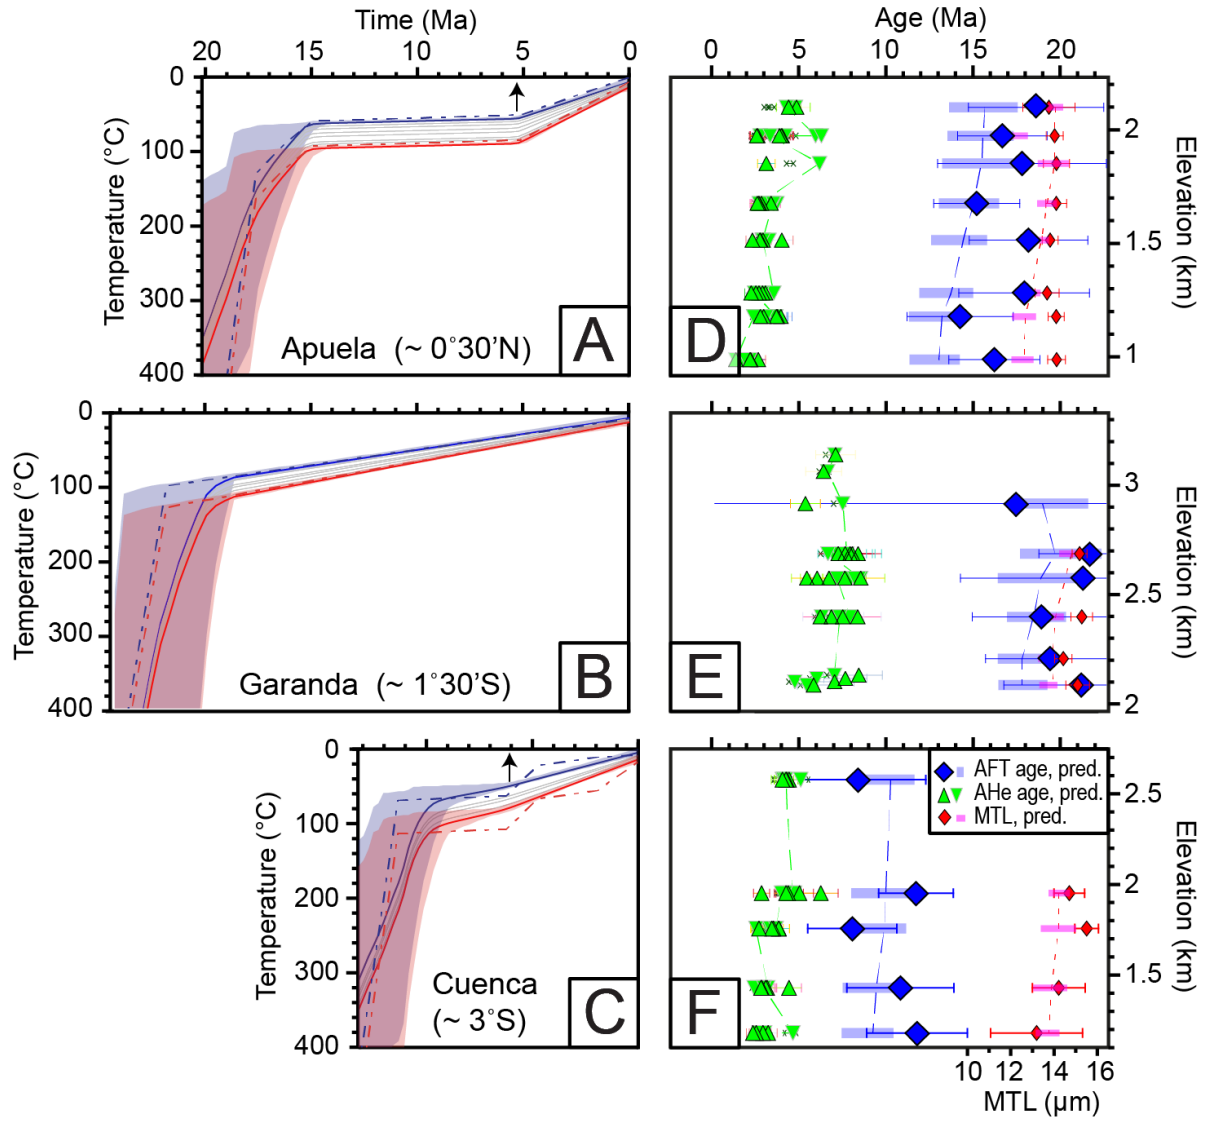 Time (Ma)
20 15 10 5 0
0
100
200
300
400
Temperature (°C)
Apuela (~ 0°30'N)
A
Age (Ma)
0 5 10 15 20
2
1.5
1
Elevation (km)
D
0
100
200
300
400
Temperature (°C)
Garanda (~ 1°30'S)
B
3
2.5
2
Elevation (km)
E
0
100
200
300
400
Temperature (°C)
Cuenca
(~ 3°S)
C
AFT age, pred.
AHe age, pred.
MTL, pred.
2.5
2
1.5
Elevation (km)
F
10 12 14 16
MTL (µm)